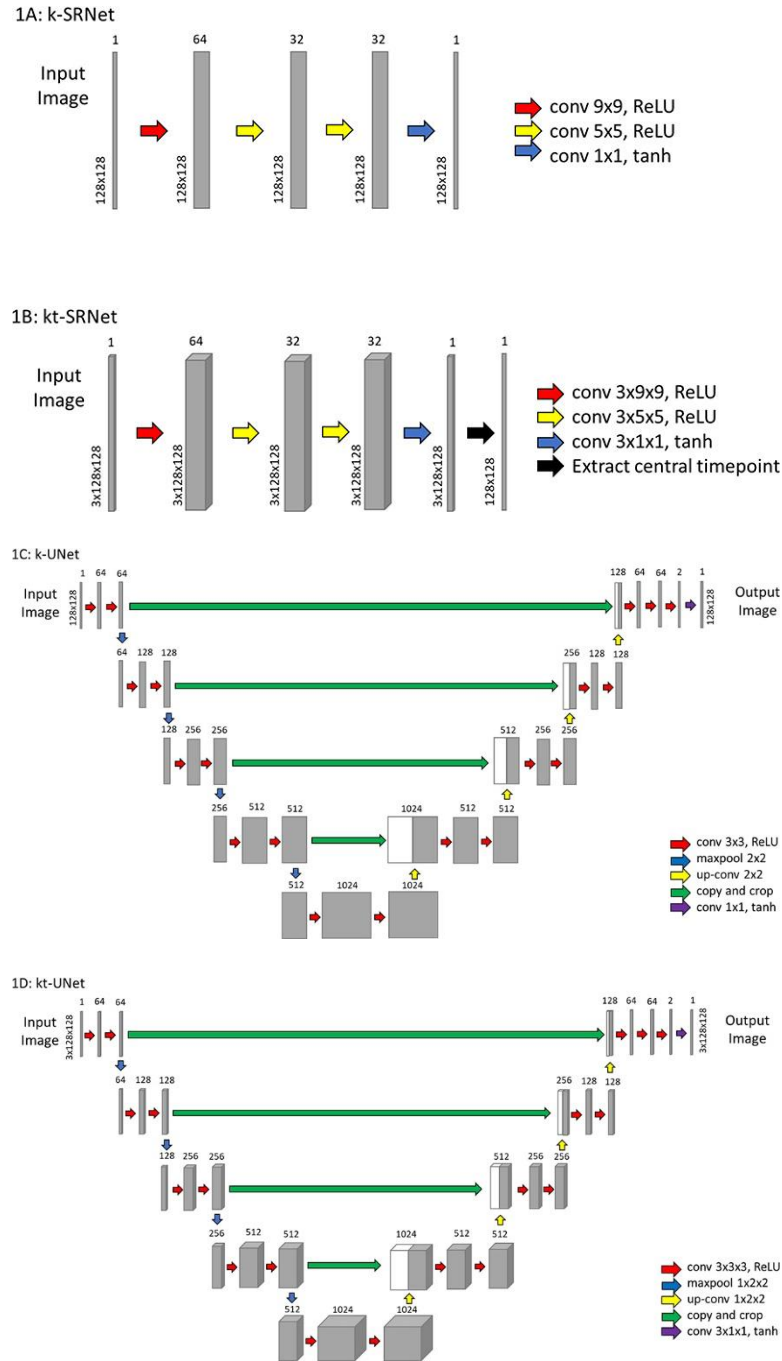 1A: k-SRNet
1 64 32 32 1
Input
Image
128x128 128x128 128x128 128x128 128x128
conv 9x9, ReLU
conv 5x5, ReLU
conv 1x1, tanh
1B: kt-SRNet
1 64 32 32 1 1
Input
Image
3x128x128 3x128x128 3x128x128 3x128x128 3x128x128 128x128
conv 3x9x9, ReLU
conv 3x5x5, ReLU
conv 3x1x1, tanh
Extract central timepoint
1C: k-UNet
1 64 64 128 64 64 2 1
Input
Image
128x128
Output
Image
128x128
64 128 128 256 128 128
128 256 256 512 256 256
256 512 512 1024 512 512
512 1024 1024
conv 3x3, ReLU
maxpool 2x2
up-conv 2x2
copy and crop
conv 1x1, tanh
1D: kt-UNet
1 64 64 128 64 64 2 1
Input
Image
3x128x128
Output
Image
3x128x128
64 128 128 256 128 128
128 256 256 512 256 256
256 512 512 1024 512 512
512 1024 1024
conv 3x3x3, ReLU
maxpool 1x2x2
up-conv 1x2x2
copy and crop
conv 3x1x1, tanh